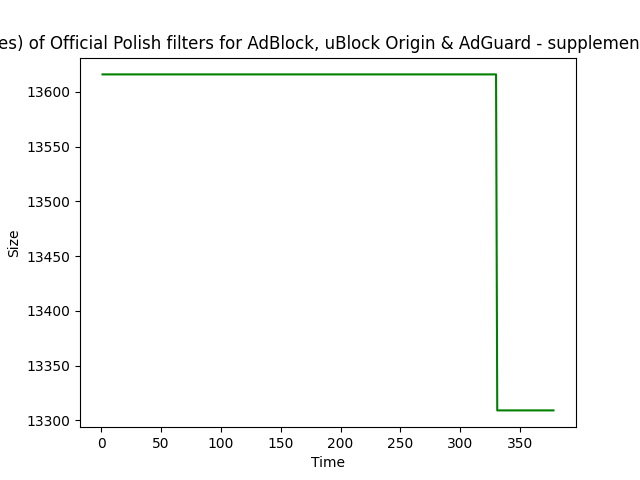 es) of Official Polish filters for AdBlock, uBlock Origin & AdGuard - supplemen
13600
13550
13500
13450
13400
13350
13300
Size
0 50 100 150 200 250 300 350
Time